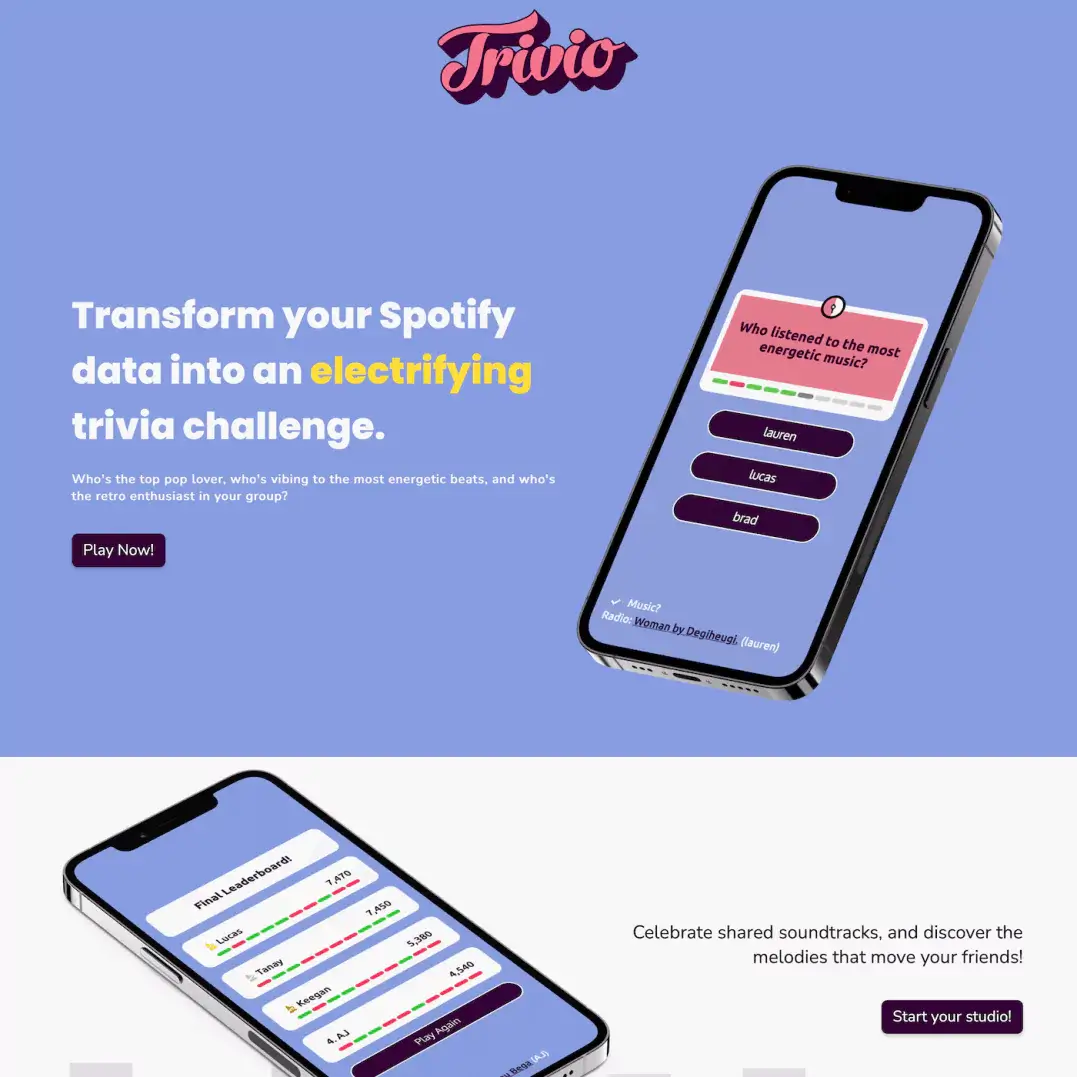 Trivio
Transform your Spotify
data into an electrifying
trivia challenge.
Who's the top pop lover, who's vibing to the most energetic beats, and who's
the retro enthusiast in your group?
Play Now!
Who listened to the most
energetic music?
lauren
lucas
brad
Music?
Radio: Woman by Degiheugi. (lauren)
Final Leaderboard!
Lucas 7,470
Tanay 7,450
Keegan 5,380
4. AJ 4,540
Play Again
Bega (AJ)
Celebrate shared soundtracks, and discover the
melodies that move your friends!
Start your studio!